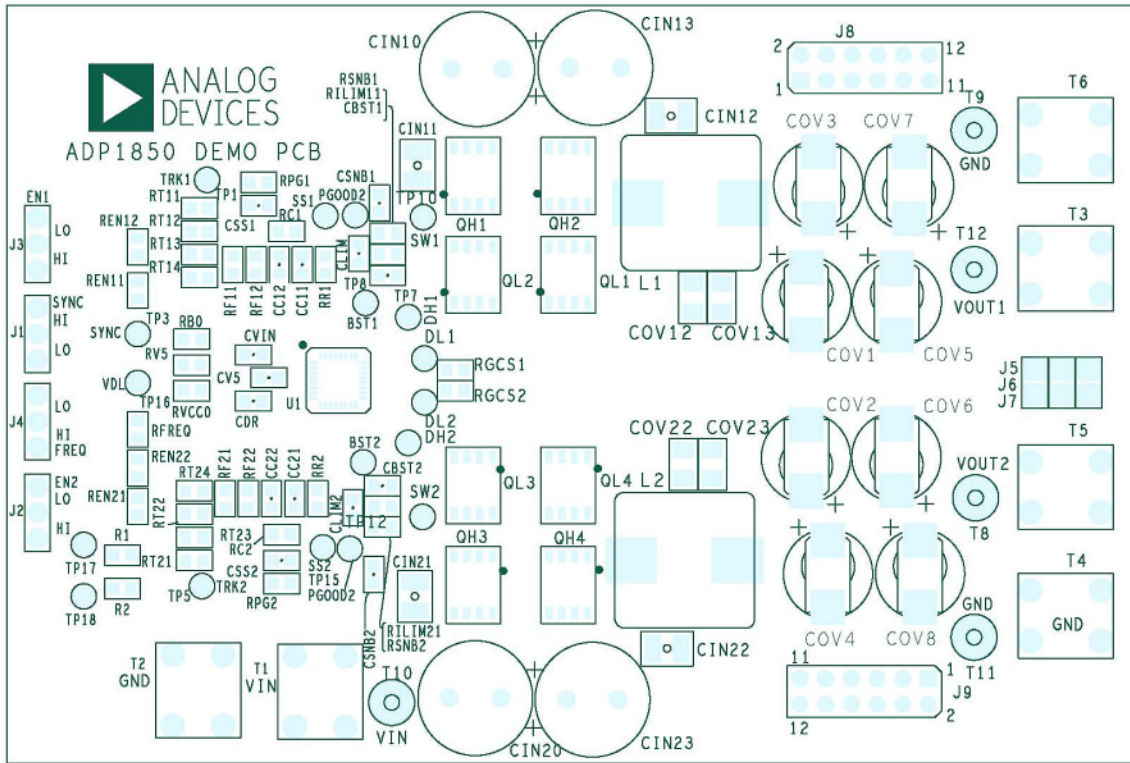 CIN10
CIN13
J8
2
12
1
11
ANALOG
DEVICES
ADP1850 DEMO PCB
RSNB1
RILIM11
CBST1
CIN11
CIN12
COV3
COV7
T9
GND
T6
EN1
TRK1
RPG1
CSNB1
TP1
RT11
SS1
PGOOD2
TP10
J3
LO
HI
REN12
RT12
CSS1
RC1
SW1
QH1
QH2
T12
VOUT1
T3
REN11
RT13
RT14
CLIM
RF11
RF12
CC12
CC11
RR1
TP8
TP7
BST1
DH1
QL2
QL1
L1
J1
SYNC
HI
LO
SYNC
TP3
RB0
CVIN
DL1
COV12
COV13
COV1
COV5
RV5
CV5
RGCS1
J5
J6
J7
VDL
TP16
RVCCO
CDR
U1
RGCS2
DL2
DH2
COV2
COV6
J4
LO
HI
FREQ
RFREQ
BST2
COV22
COV23
T5
REN22
RT24
RF21
RF22
CC22
CC21
RR2
CBST2
QL3
QL4
L2
VOUT2
T8
J2
EN2
LO
HI
REN21
RT22
CLIM2
TP12
SW2
R1
RT23
RC2
QH3
QH4
TP17
RT21
CSS2
SS2
TP15
PGOOD2
CIN21
T4
GND
R2
TP5
TRK2
RPG2
TP18
CSNB2
RILIM21
RSNB2
CIN22
COV4
COV8
GND
T11
T2
GND
T1
VIN
T10
VIN
11
1
J9
12
2
CIN20
CIN23